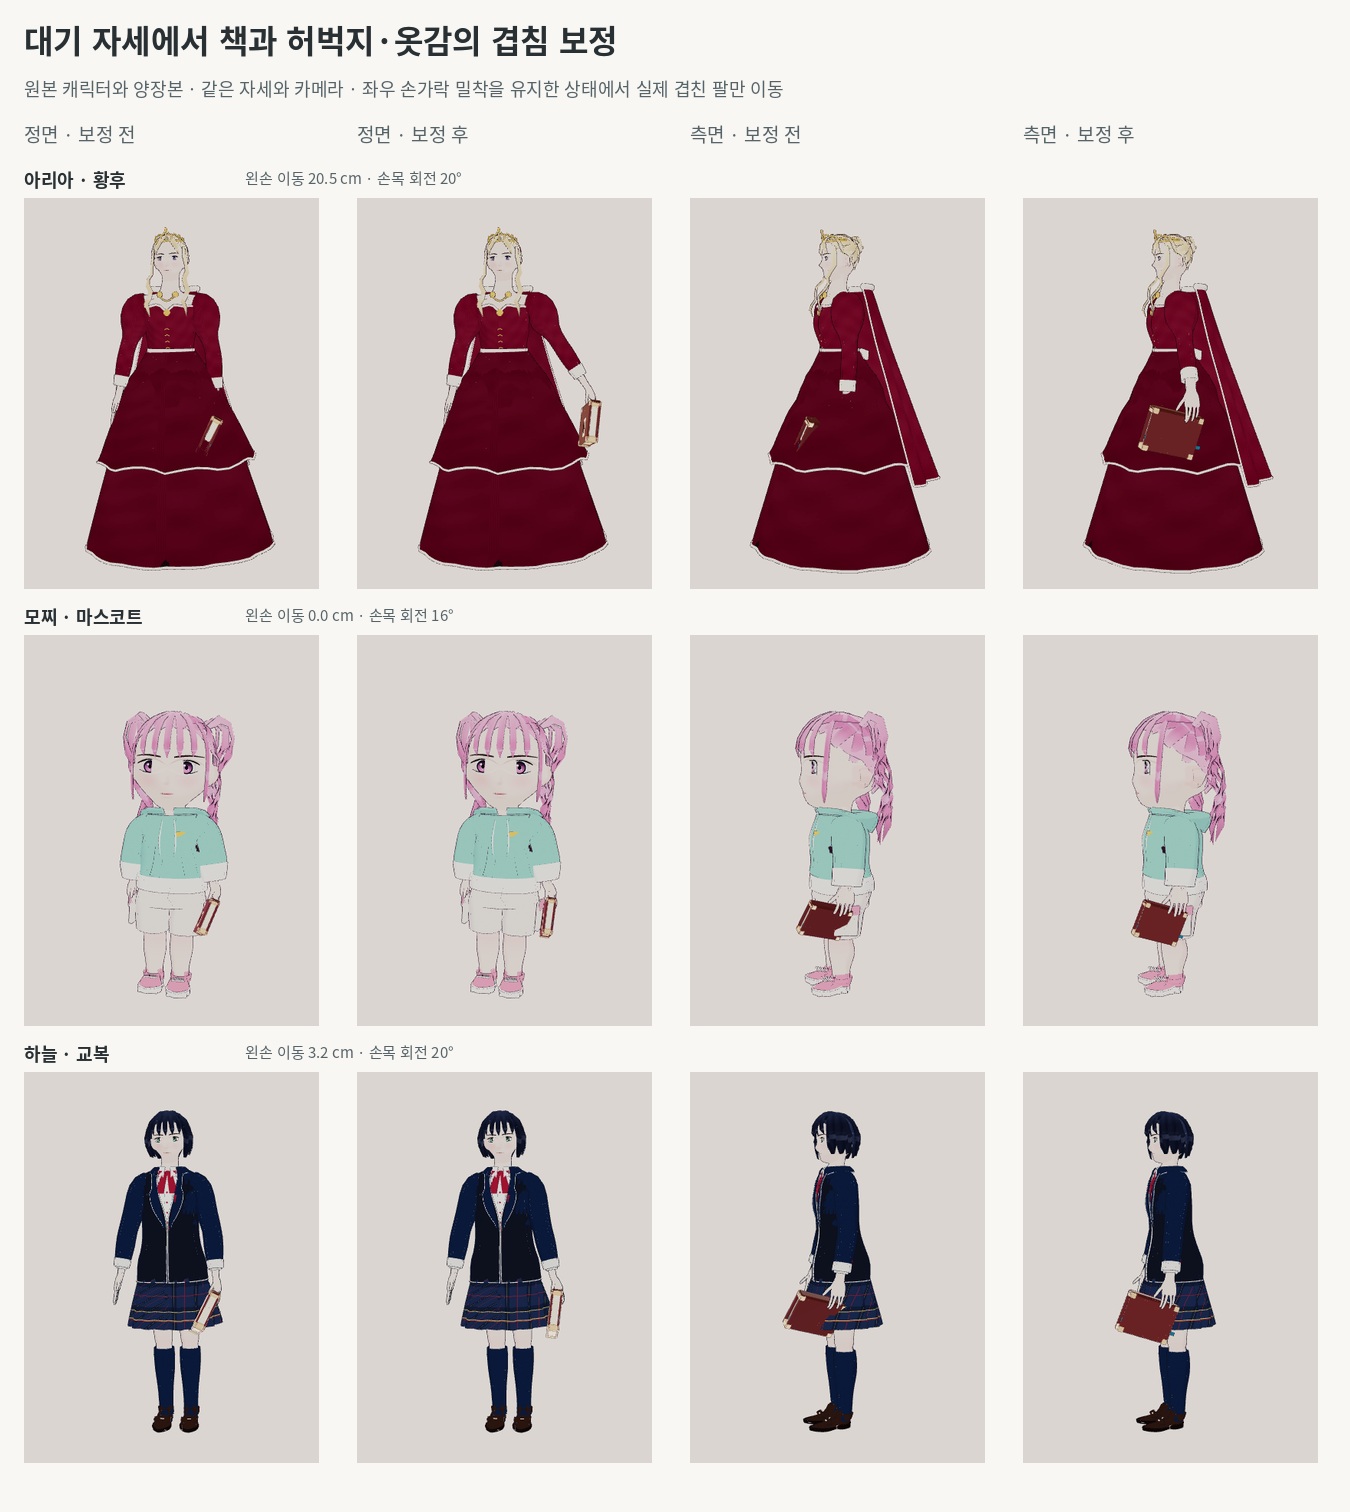 대기 자세에서 책과 허벅지·옷감의 겹침 보정
원본 캐릭터와 양장본 · 같은 자세와 카메라 · 좌우 손가락 밀착을 유지한 상태에서 실제 겹친 팔만 이동
정면 · 보정 전
정면 · 보정 후
측면 · 보정 전
측면 · 보정 후
아리아 · 황후
왼손 이동 20.5 cm · 손목 회전 20°
모찌 · 마스코트
왼손 이동 0.0 cm · 손목 회전 16°
하늘 · 교복
왼손 이동 3.2 cm · 손목 회전 20°